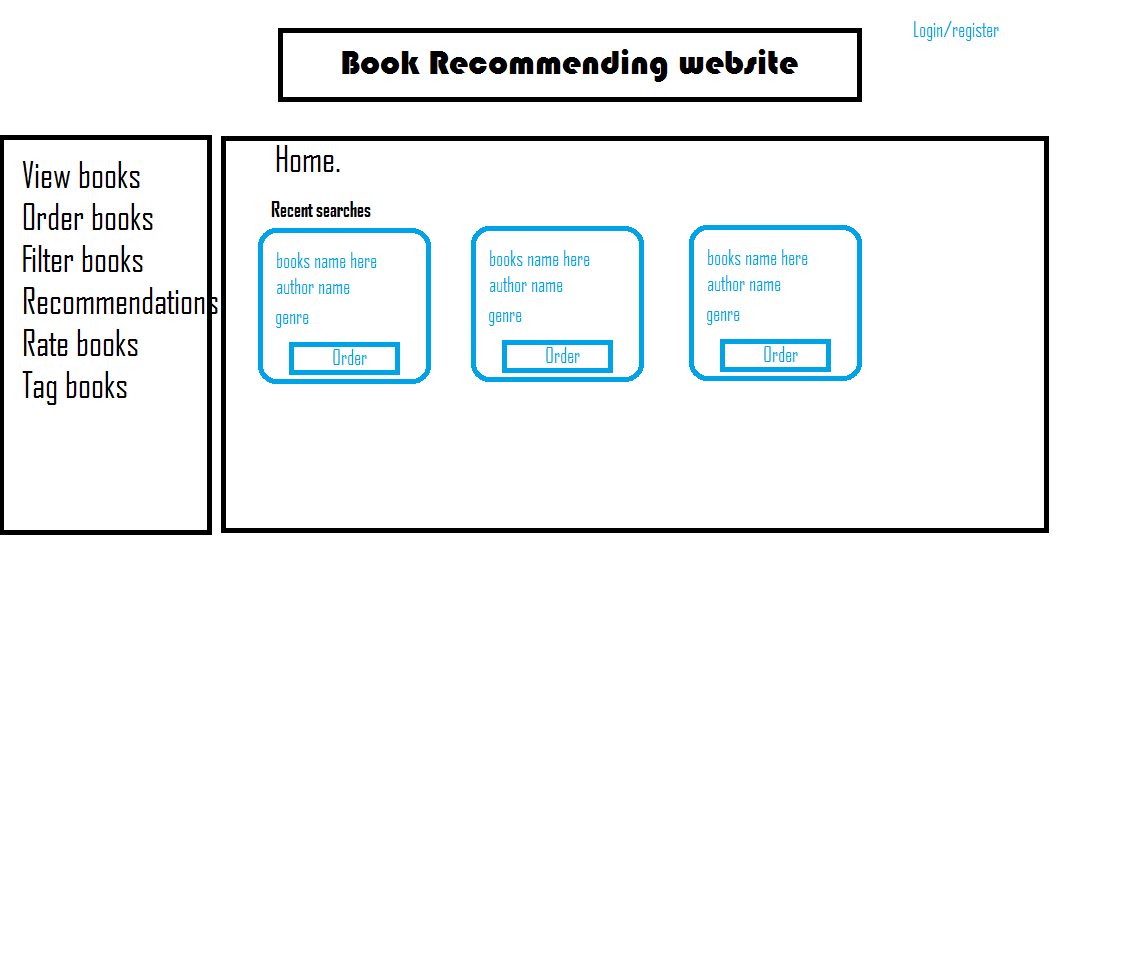 Login/register
Book Recommending website
View books
Order books
Filter books
Recommendations
Rate books
Tag books
Home.
Recent searches
books name here
author name
genre
Order
books name here
author name
genre
Order
books name here
author name
genre
Order